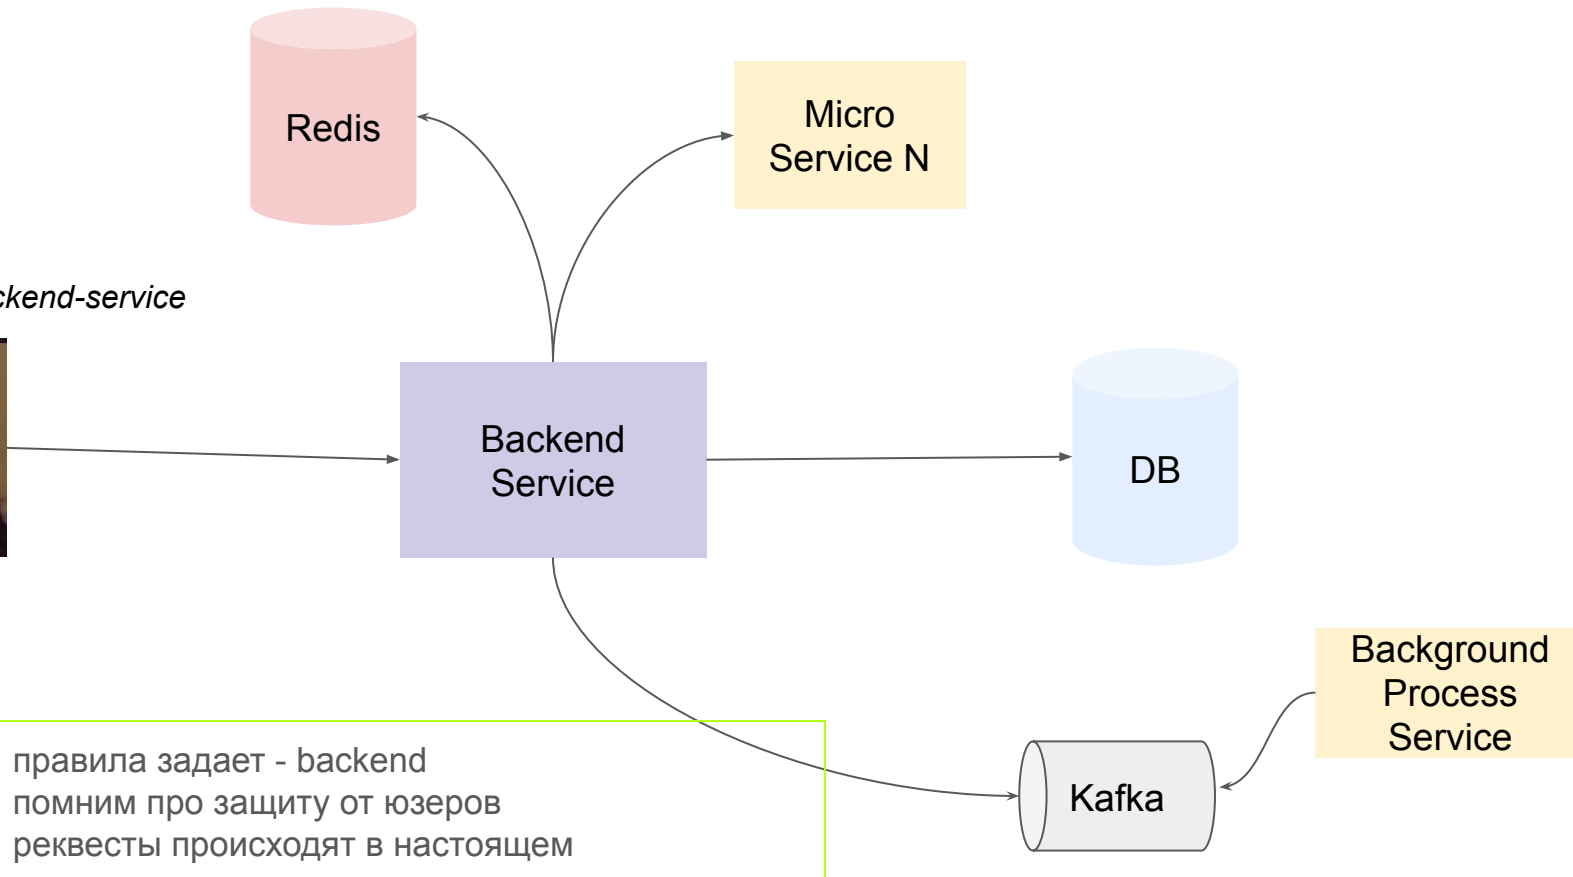 Redis
Micro
Service N
ckend-service
Backend
Service
DB
Background
Process
Service
Kafka
правила задает - backend
помним про защиту от юзеров
реквесты происходят в настоящем